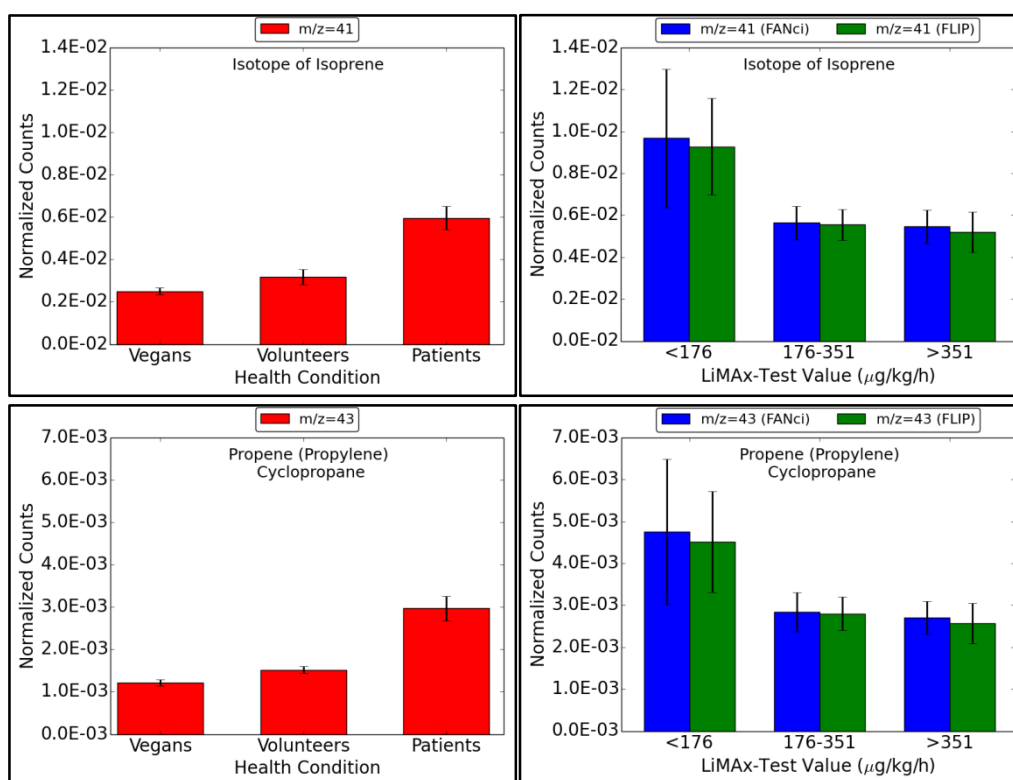 m/z=41
1.4E-02
1.2E-02
1.0E-02
0.8E-02
0.6E-02
0.4E-02
0.2E-02
0.0E-02
Normalized Counts
Isotope of Isoprene
Vegans Volunteers Patients
Health Condition
m/z=41 (FANci) m/z=41 (FLIP)
1.4E-02
1.2E-02
1.0E-02
0.8E-02
0.6E-02
0.4E-02
0.2E-02
0.0E-02
Normalized Counts
Isotope of Isoprene
<176 176-351 >351
LiMAx-Test Value (μg/kg/h)
m/z=43
7.0E-03
6.0E-03
5.0E-03
4.0E-03
3.0E-03
2.0E-03
1.0E-03
0.0E-03
Normalized Counts
Propene (Propylene)
Cyclopropane
Vegans Volunteers Patients
Health Condition
m/z=43 (FANci) m/z=43 (FLIP)
7.0E-03
6.0E-03
5.0E-03
4.0E-03
3.0E-03
2.0E-03
1.0E-03
0.0E-03
Normalized Counts
Propene (Propylene)
Cyclopropane
<176 176-351 >351
LiMAx-Test Value (μg/kg/h)